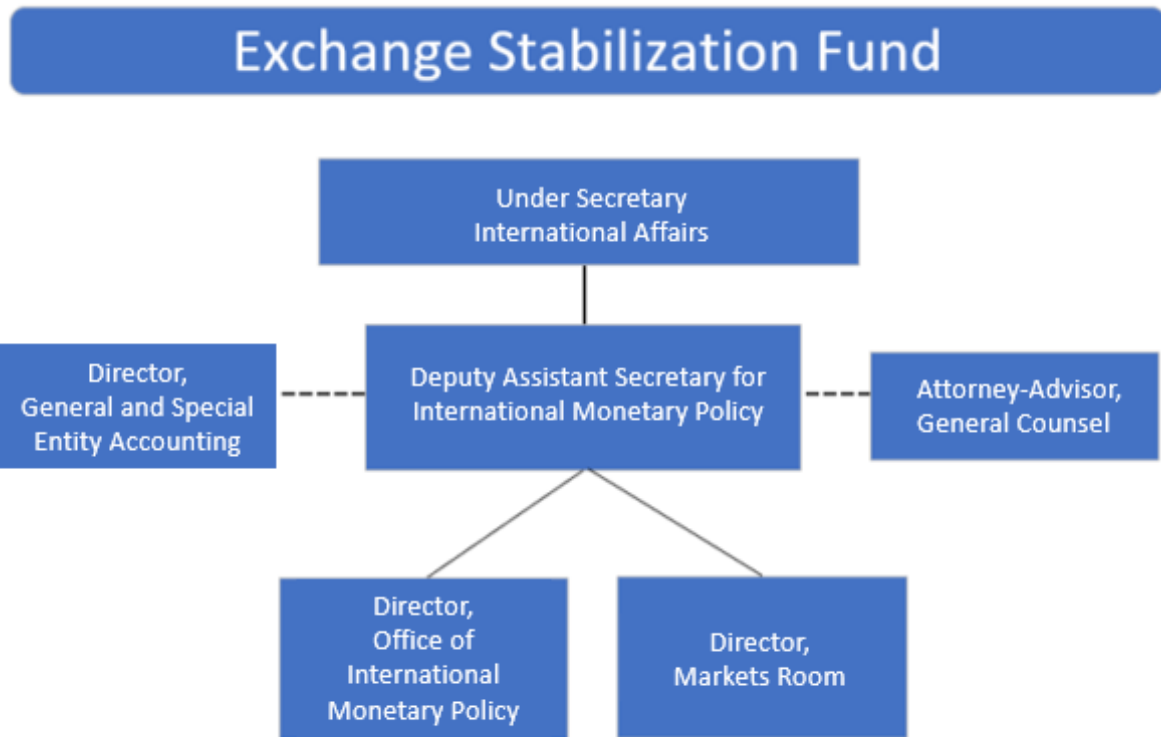 Exchange Stabilization Fund
Under Secretary
International Affairs
Director,
General and Special
Entity Accounting
Deputy Assistant Secretary for
International Monetary Policy
Attorney-Advisor,
General Counsel
Director,
Office of
International
Monetary Policy
Director,
Markets Room